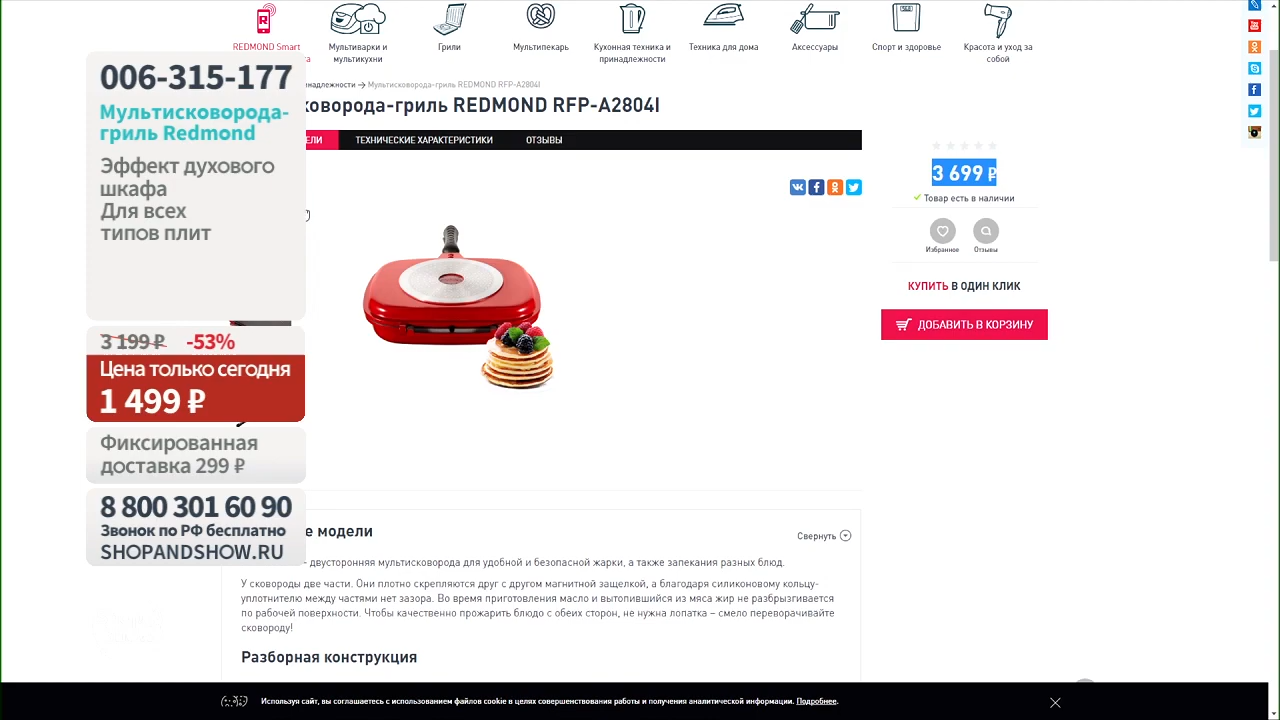 REDMOND Smart
Мультиварки и
мультикухни
Грили
Мультипекарь
Кухонная техника и
принадлежности
Техника для дома
Аксессуары
Спорт и здоровье
Красота и уход за
собой
Мультисковорода-гриль REDMOND RFP-A2804I
REDMOND RFP-A2804I
ТЕХНИЧЕСКИЕ ХАРАКТЕРИСТИКИ
ОТЗЫВЫ
006-315-177
Мультисковорода-
гриль Redmond
Эффект духового
шкафа
Для всех
типов плит
3 199 ₽ -53%
Цена только сегодня
1 499 ₽
Фиксированная
доставка 299 ₽
8 800 301 60 90
Звонок по РФ бесплатно
SHOPANDSHOW.RU
3 699 ₽
Товар есть в наличии
Избранное
Отзывы
КУПИТЬ В ОДИН КЛИК
ДОБАВИТЬ В КОРЗИНУ
е модели
Свернуть
– двусторонняя мультисковорода для удобной и безопасной жарки, а также запекания разных блюд.
У сковороды две части. Они плотно скрепляются друг с другом магнитной защелкой, а благодаря силиконовому кольцу-
уплотнителю между частями нет зазора. Во время приготовления масло и вытопившийся из мяса жир не разбрызгивается
по рабочей поверхности. Чтобы качественно прожарить блюдо с обеих сторон, не нужна лопатка – смело переворачивайте
сковороду!
Разборная конструкция
Используя сайт, вы соглашаетесь с использованием файлов cookie в целях совершенствования работы и получения аналитической информации. Подробнее.